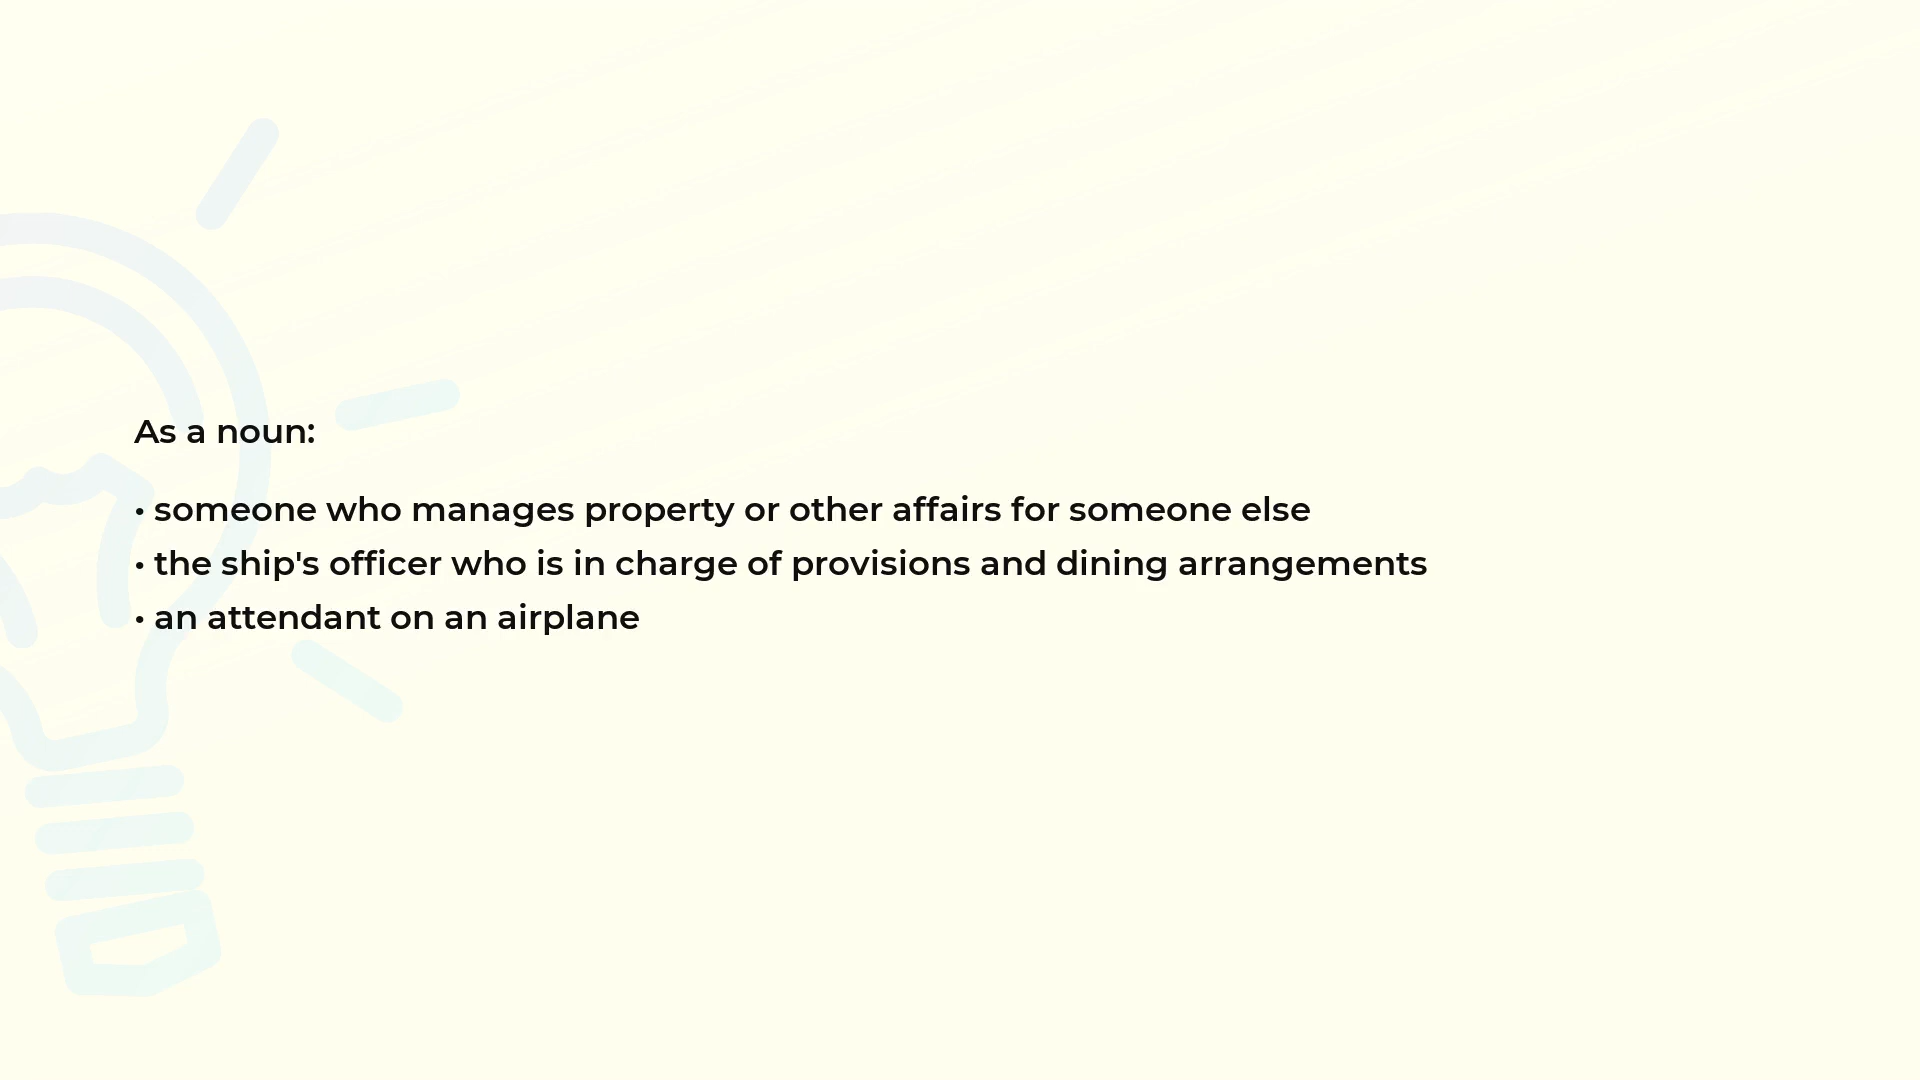 As a noun:
• someone who manages property or other affairs for someone else
• the ship's officer who is in charge of provisions and dining arrangements
• an attendant on an airplane